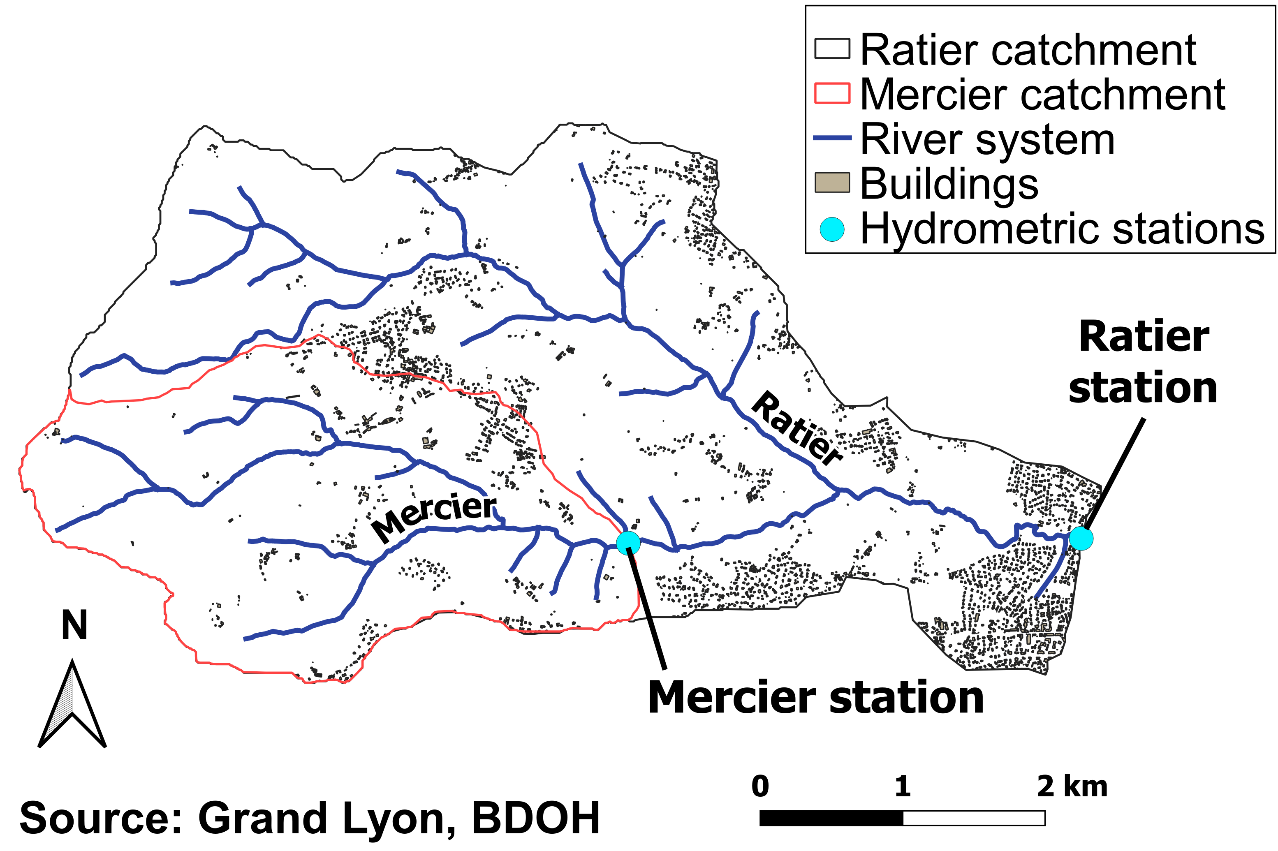 Ratier catchment
Mercier catchment
River system
Buildings
Hydrometric stations
Ratier
station
Ratier
Mercier
N
Mercier station
0 1 2 km
Source: Grand Lyon, BDOH